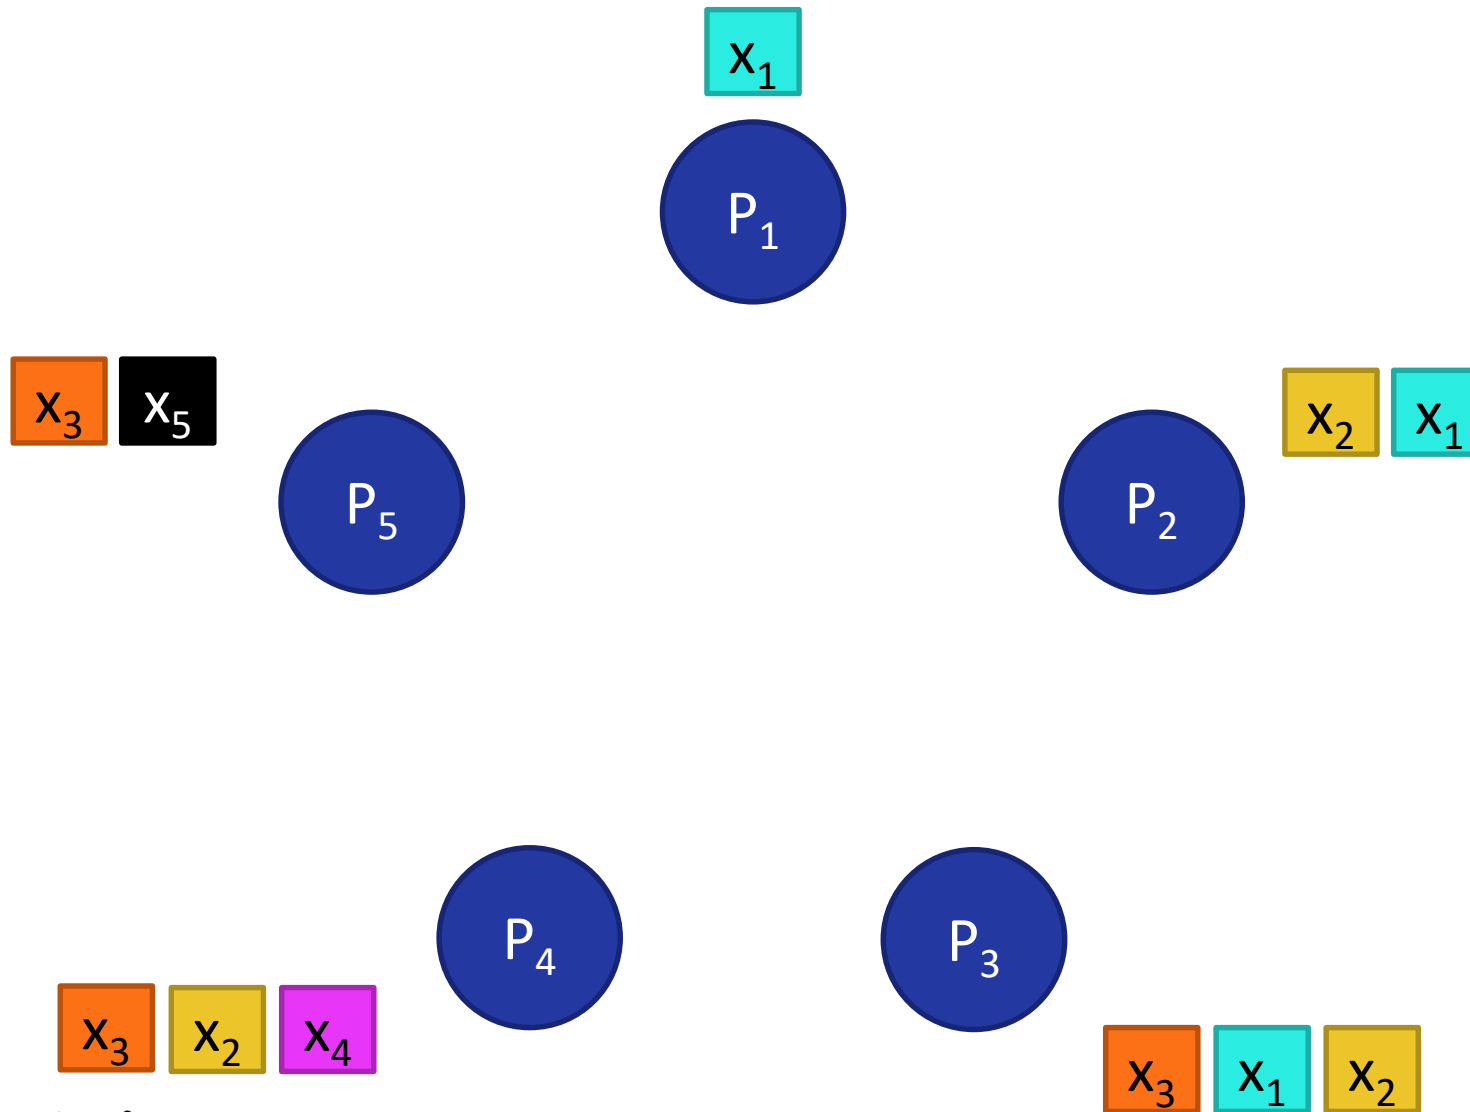 x₁
P₁
x₃ x₅
x₂ x₁
P₅
P₂
P₄
P₃
x₃ x₂ x₄
x₃ x₁ x₂